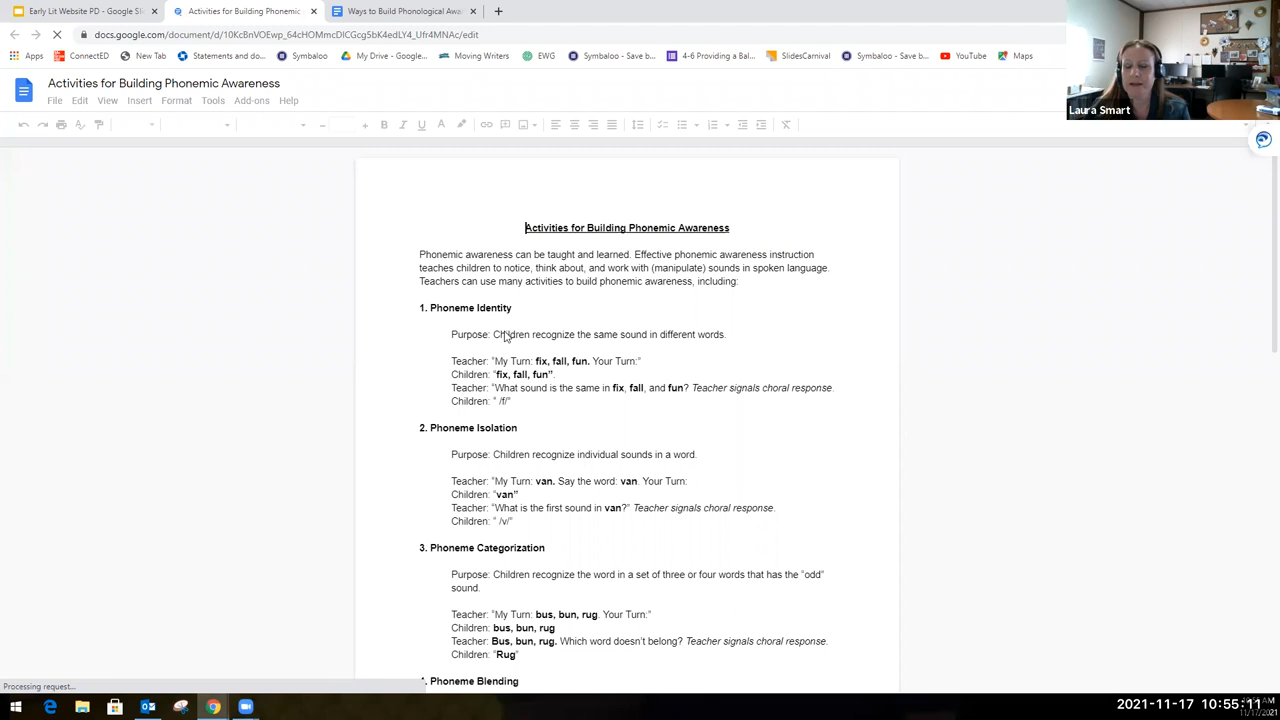 Early Lit Website PD - Google Sli
Activities for Building Phonemic
Ways to Build Phonological Awa
docs.google.com/document/d/10KcBnVOEwp_64cHOMmcDlCGcg5bK4edLY4_Ufr4MNAc/edit
Apps
ConnectED
No. 2
Statements and do...
Symbaloo
My Drive - Google...
Moving Writers
EWG
Symbaloo - Save b...
4-6 Providing a Bal...
SlidesCarnival
Symbaloo - Save b...
YouTube
Maps
Activities for Building Phonemic Awareness
File Edit View Insert Format Tools Add-ons Help
Laura Smart
Activities for Building Phonemic Awareness
Phonemic awareness can be taught and learned. Effective phonemic awareness instruction
teaches children to notice, think about, and work with (manipulate) sounds in spoken language.
Teachers can use many activities to build phonemic awareness, including:
1. Phoneme Identity
Purpose: Children recognize the same sound in different words.
Teacher: “My Turn: fix, fall, fun. Your Turn:”
Children: “fix, fall, fun”.
Teacher: “What sound is the same in fix, fall, and fun? Teacher signals choral response.
Children: “ /f/”
2. Phoneme Isolation
Purpose: Children recognize individual sounds in a word.
Teacher: “My Turn: van. Say the word: van. Your Turn:
Children: “van”
Teacher: “What is the first sound in van?” Teacher signals choral response.
Children: “ /v/”
3. Phoneme Categorization
Purpose: Children recognize the word in a set of three or four words that has the “odd”
sound.
Teacher: “My Turn: bus, bun, rug. Your Turn:”
Children: bus, bun, rug
Teacher: Bus, bun, rug. Which word doesn’t belong? Teacher signals choral response.
Children: “Rug”
Phoneme Blending
Processing request...
2021-11-17 10:55:11